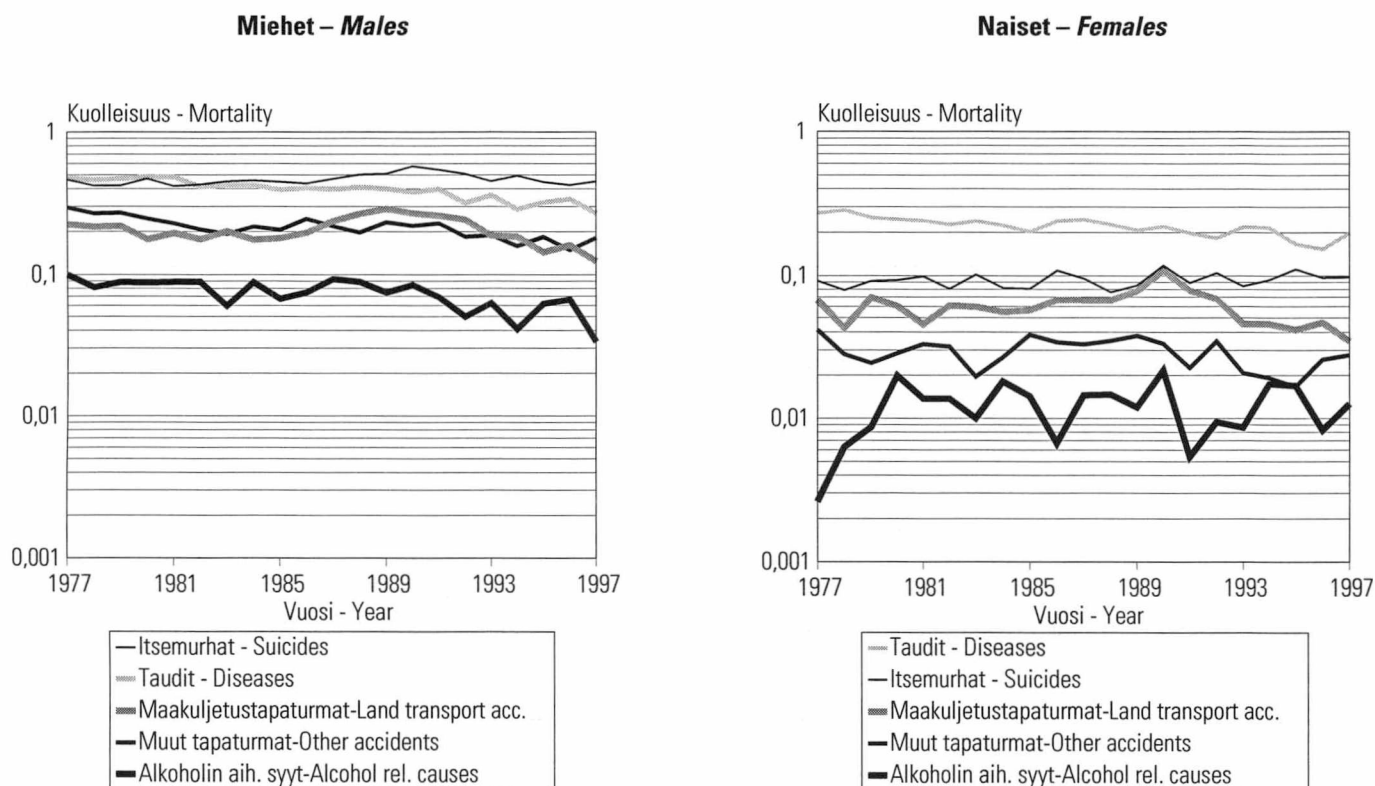 Miehet – Males
Kuolleisuus - Mortality
1
0,1
0,01
0,001
1977 1981 1985 1989 1993 1997
Vuosi - Year
Itsemurhat - Suicides
Taudit - Diseases
Maakuljetustapaturmat-Land transport acc.
Muut tapaturmat-Other accidents
Alkoholin aih. syyt-Alcohol rel. causes
Naiset – Females
Kuolleisuus - Mortality
1
0,1
0,01
0,001
1977 1981 1985 1989 1993 1997
Vuosi - Year
Taudit - Diseases
Itsemurhat - Suicides
Maakuljetustapaturmat-Land transport acc.
Muut tapaturmat-Other accidents
Alkoholin aih. syyt-Alcohol rel. causes